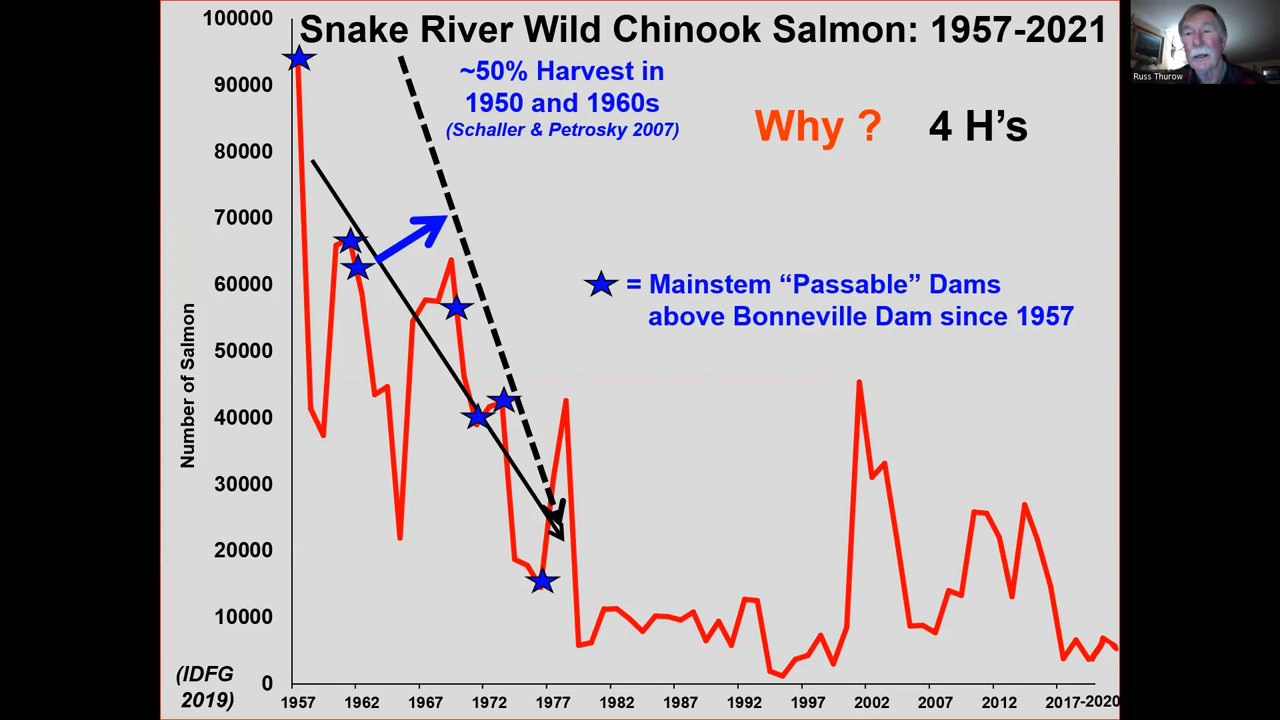 Snake River Wild Chinook Salmon: 1957-2021
~50% Harvest in
1950 and 1960s
(Schaller & Petrosky 2007)
Why ?    4 H’s
= Mainstem “Passable” Dams
above Bonneville Dam since 1957
Number of Salmon
100000
90000
80000
70000
60000
50000
40000
30000
20000
10000
0
(IDFG
2019)
1957 1962 1967 1972 1977 1982 1987 1992 1997 2002 2007 2012 2017-2020
Russ Thurow